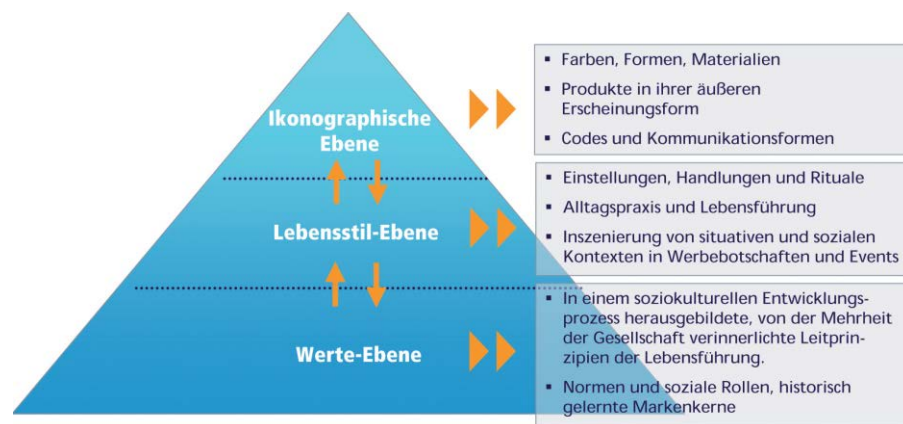 Ikonographische
Ebene
▪ Farben, Formen, Materialien
▪ Produkte in ihrer äußeren
Erscheinungsform
▪ Codes und Kommunikationsformen
Lebensstil-Ebene
▪ Einstellungen, Handlungen und Rituale
▪ Alltagspraxis und Lebensführung
▪ Inszenierung von situativen und sozialen
Kontexten in Werbebotschaften und Events
Werte-Ebene
▪ In einem soziokulturellen Entwicklungs-
prozess herausgebildete, von der Mehrheit
der Gesellschaft verinnerlichte Leitprin-
zipien der Lebensführung.
▪ Normen und soziale Rollen, historisch
gelernte Markenkerne